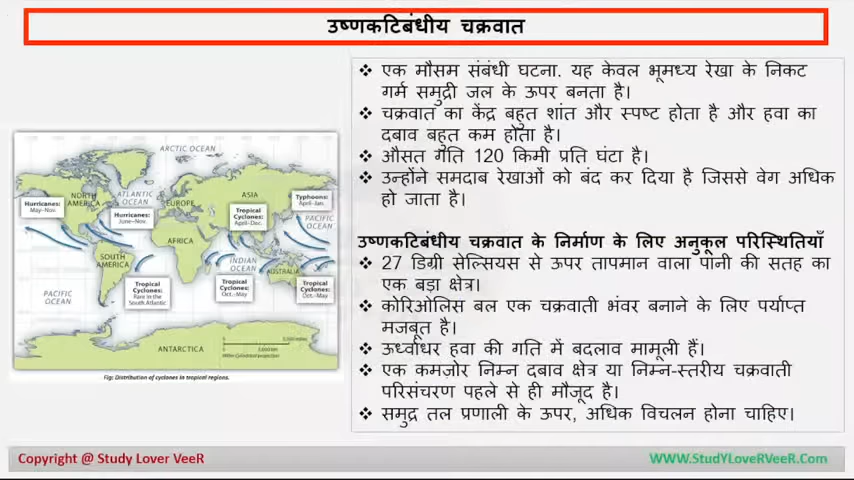 उष्णकटिबंधीय चक्रवात
❖ एक मौसम संबंधी घटना. यह केवल भूमध्य रेखा के निकट
गर्म समुद्री जल के ऊपर बनता है।
❖ चक्रवात का केंद्र बहुत शांत और स्पष्ट होता है और हवा का
दबाव बहुत कम होता है।
❖ औसत गति 120 किमी प्रति घंटा है।
❖ उन्होंने समदाब रेखाओं को बंद कर दिया है जिससे वेग अधिक
हो जाता है।
उष्णकटिबंधीय चक्रवात के निर्माण के लिए अनुकूल परिस्थितियाँ
❖ 27 डिग्री सेल्सियस से ऊपर तापमान वाला पानी की सतह का
एक बड़ा क्षेत्र।
❖ कोरिओलिस बल एक चक्रवाती भंवर बनाने के लिए पर्याप्त
मजबूत है।
❖ ऊर्ध्वाधर हवा की गति में बदलाव मामूली हैं।
❖ एक कमज़ोर निम्न दबाव क्षेत्र या निम्न-स्तरीय चक्रवाती
परिसंचरण पहले से ही मौजूद है।
❖ समुद्र तल प्रणाली के ऊपर, अधिक विचलन होना चाहिए।
ARCTIC OCEAN
NORTH
AMERICA
ATLANTIC
OCEAN
EUROPE
ASIA
Hurricanes:
May–Nov.
Hurricanes:
June–Nov.
Tropical
Cyclones:
April–Dec.
Typhoons:
April–Jan.
PACIFIC
OCEAN
AFRICA
SOUTH
AMERICA
INDIAN
OCEAN
AUSTRALIA
PACIFIC
OCEAN
Tropical
Cyclones:
Rare in the
South Atlantic
Tropical
Cyclones:
Oct.–May
Tropical
Cyclones:
Oct.–May
ANTARCTICA
Fig: Distribution of cyclones in tropical regions.
Copyright @ Study Lover VeeR
WWW.StudYLoveRVeeR.Com